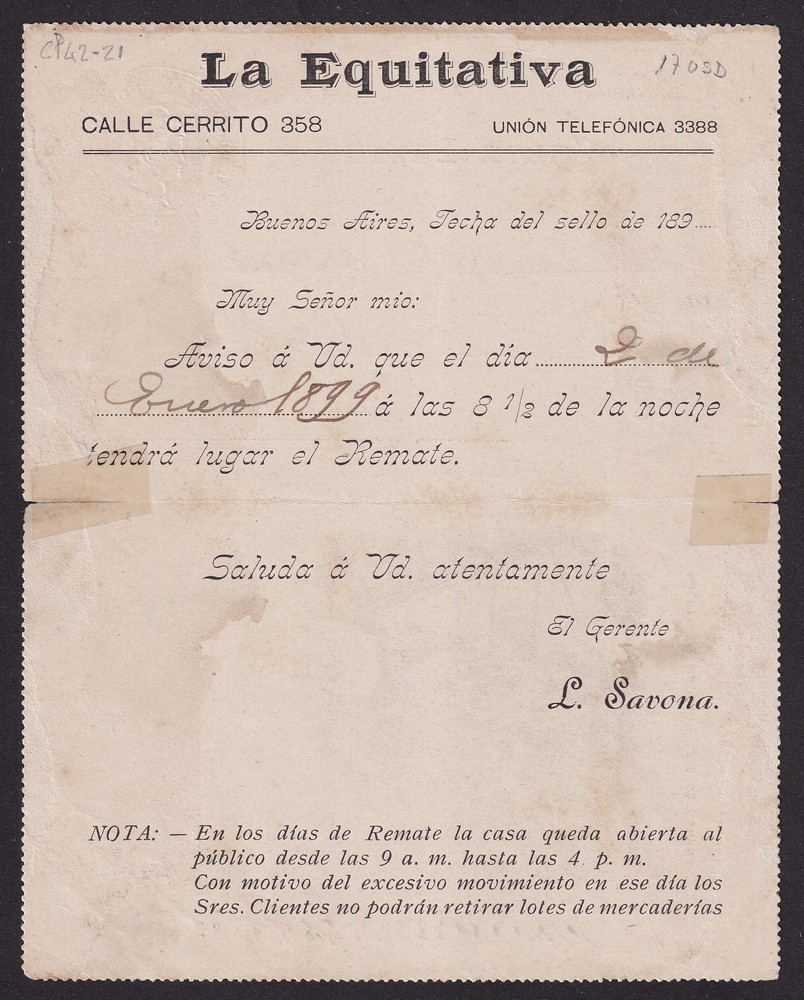 CP42-21
17 USD
La Equitativa
CALLE CERRITO 358 UNIÓN TELEFÓNICA 3388
Buenos Aires, Fecha del sello de 189....
Muy Señor mio:
Aviso á Vd. que el día.......... 2 de
Enero 1899 á las 8 1/2 de la noche
tendrá lugar el Remate.
Saluda á Vd. atentamente
El Gerente
L. Savona.
NOTA: — En los días de Remate la casa queda abierta al
público desde las 9 a. m. hasta las 4 p. m.
Con motivo del excesivo movimiento en ese día los
Sres. Clientes no podrán retirar lotes de mercaderías